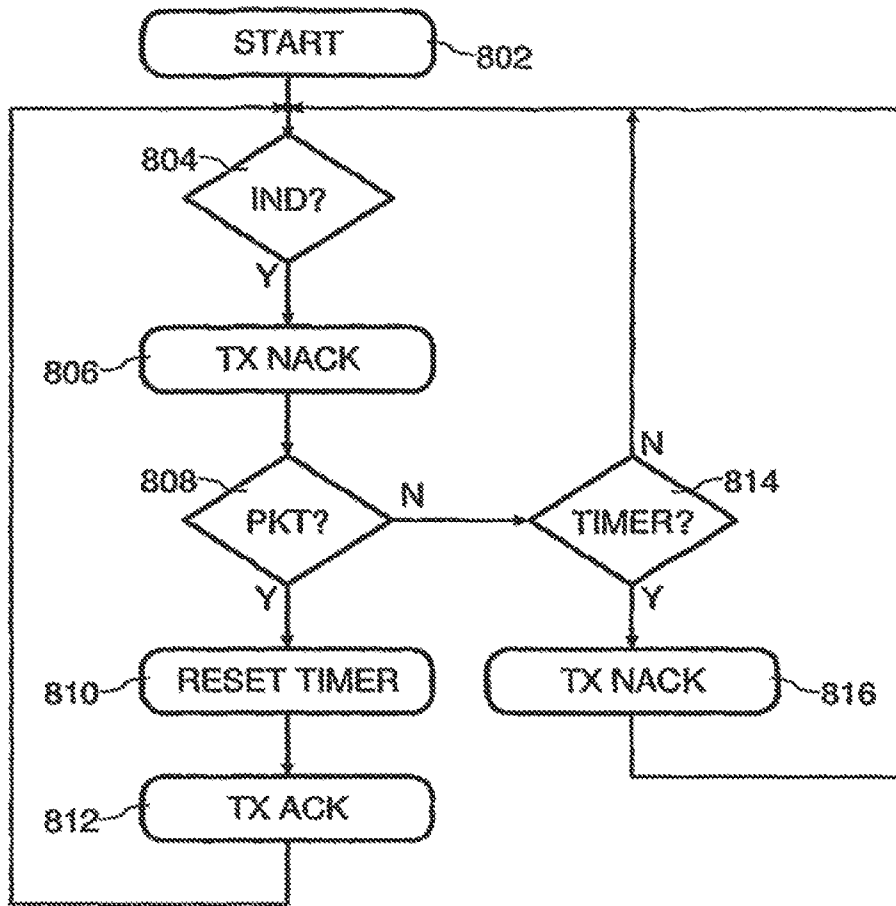 START
802
804
IND?
Y
806
TX NACK
808
PKT?
N
Y
N
814
TIMER?
Y
810
RESET TIMER
TX NACK
816
812
TX ACK